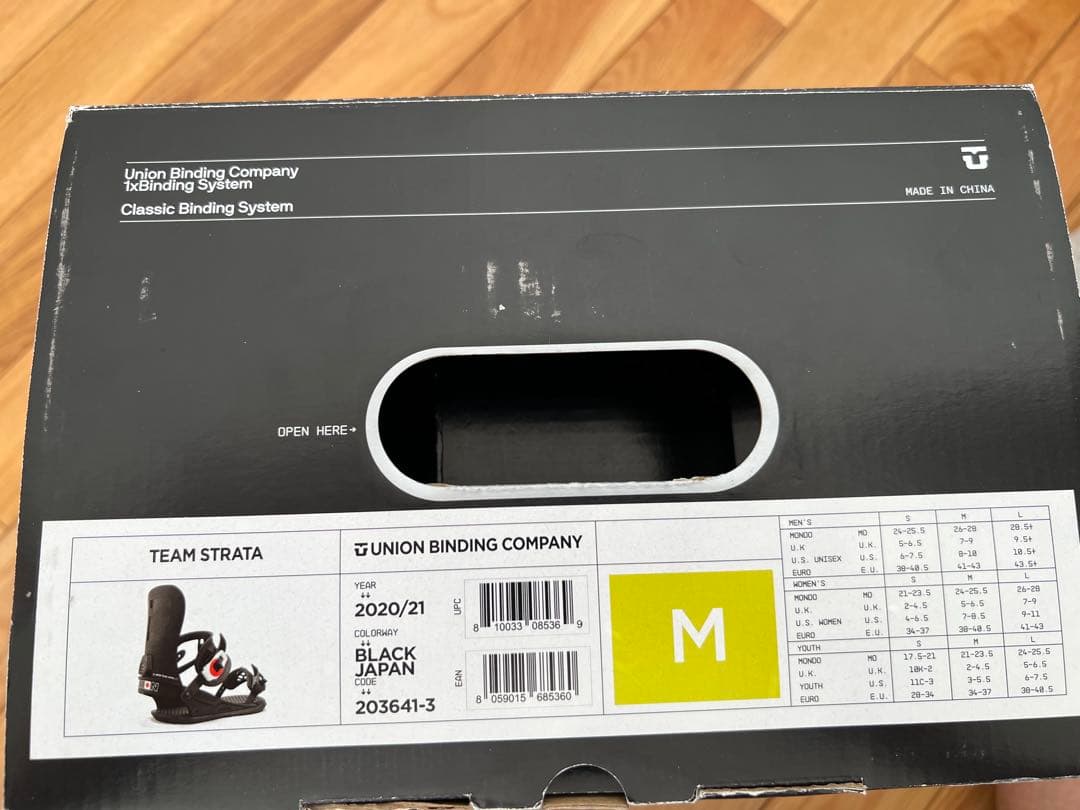 Union Binding Company
1xBinding System
Classic Binding System
MADE IN CHINA
OPEN HERE→
TEAM STRATA
UNION BINDING COMPANY
YEAR
↓↓
2020/21
COLORWAY
↓↓
BLACK
JAPAN
CODE
↓↓
203641-3
UPC
8 10033 08536 9
EAN
8 059015 685360
M
MEN'S S M L
MONDO MO 24-25.5 26-28 28.5+
U.K U.K. 5-6.5 7-9 9.5+
U.S. UNISEX U.S. 6-7.5 8-10 10.5+
EURO E.U. 38-40.5 41-43 43.5+
WOMEN'S S M L
MONDO MO 21-23.5 24-25.5 26-28
U.K. U.K. 2-4.5 5-6.5 7-9
U.S. WOMEN U.S. 4-6.5 7-8.5 9-11
EURO E.U. 34-37 38-40.5 41-43
YOUTH S M L
MONDO MO 17.5-21 21-23.5 24-25.5
U.K. U.K. 10K-2 2-4.5 5-6.5
YOUTH U.S. 11C-3 3-5.5 6-7.5
EURO E.U. 28-34 34-37 38-40.5